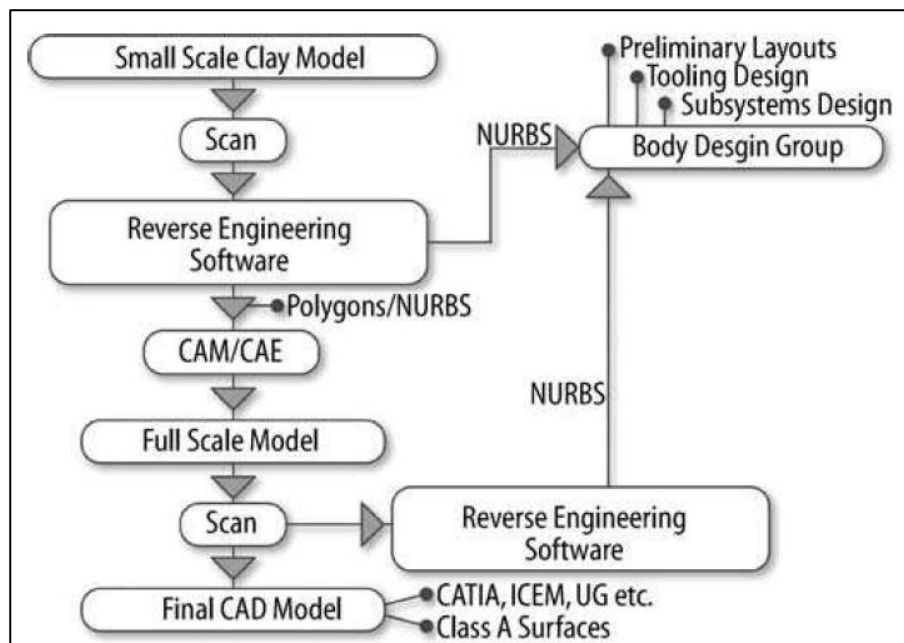 Small Scale Clay Model
Scan
Reverse Engineering
Software
Polygons/NURBS
CAM/CAE
Full Scale Model
Scan
Final CAD Model
CATIA, ICEM, UG etc.
Class A Surfaces
Reverse Engineering
Software
NURBS
NURBS
Preliminary Layouts
Tooling Design
Subsystems Design
Body Desgin Group